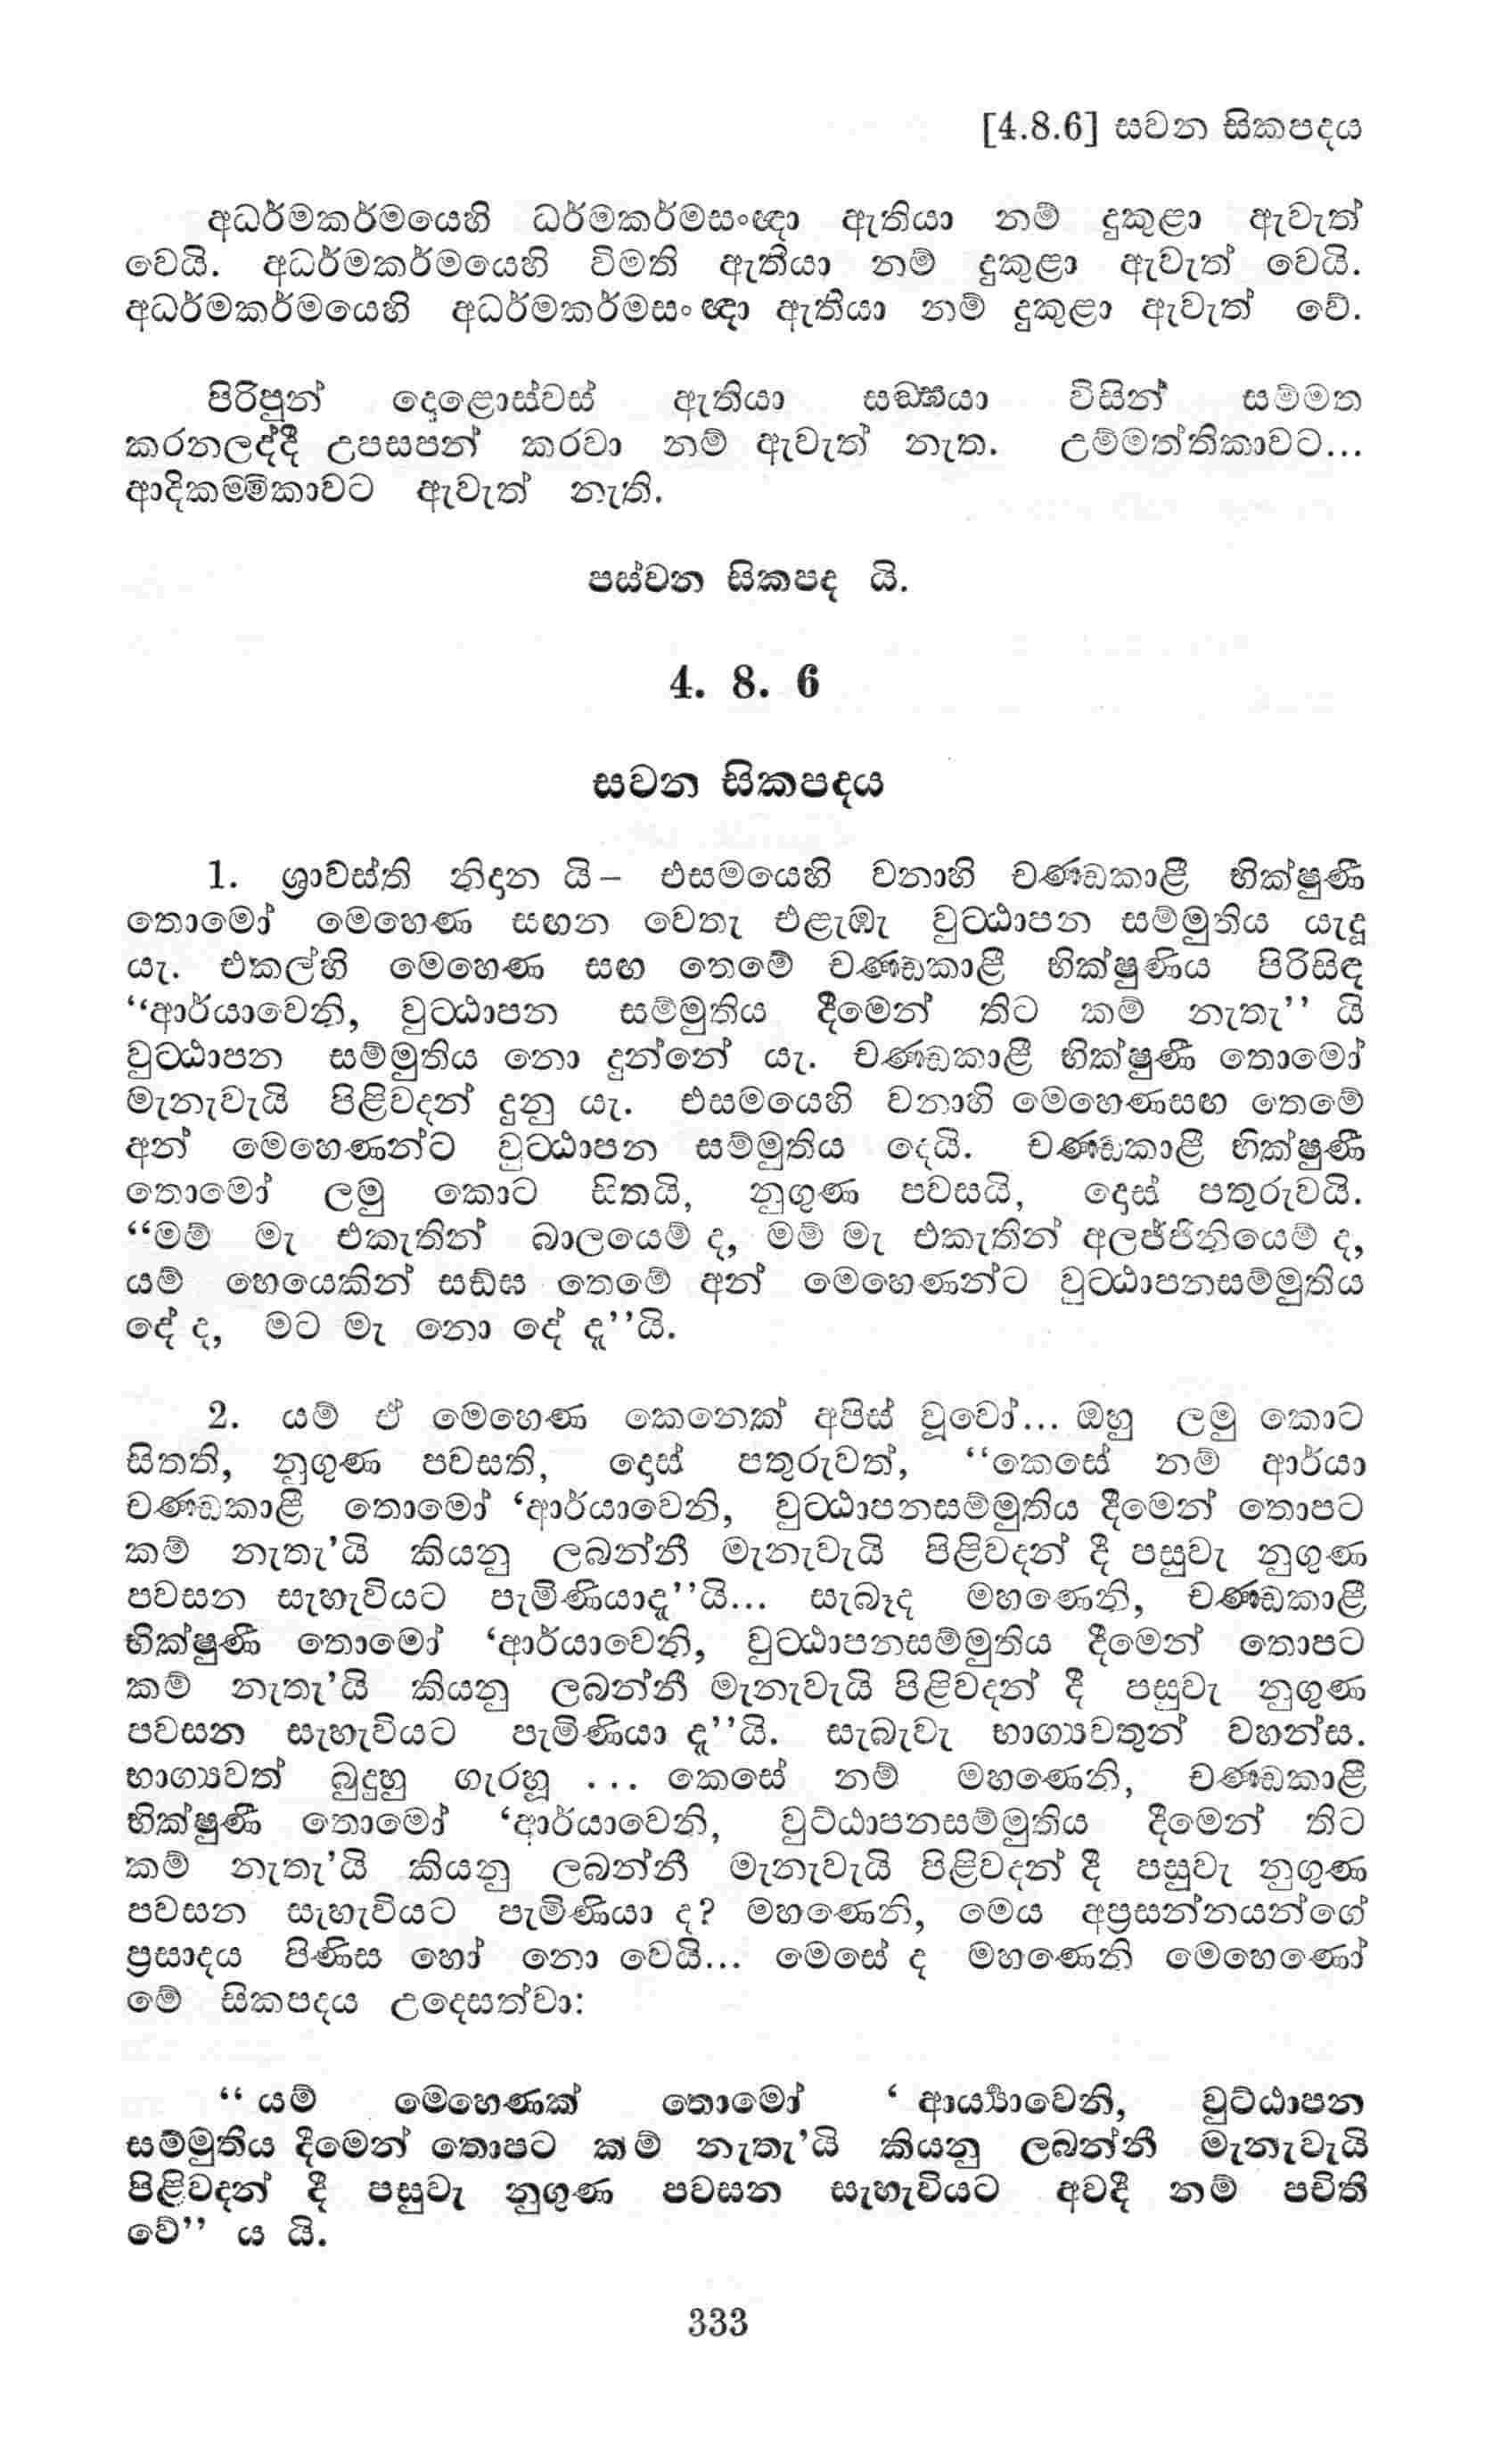 [4.8.6] සවන සිකපදය
අධර්මකර්මයෙහි ධර්මකර්මසංඥා ඇතියා නම් දුකුළා ඇවැත්
වෙයි. අධර්මකර්මයෙහි විමති ඇතියා නම් දුකුළා ඇවැත් වෙයි.
අධර්මකර්මයෙහි අධර්මකර්මසංඥා ඇතියා නම් දුකුළා ඇවැත් වේ.
පිරිපුන් දෙළොස්වස් ඇතියා සඞ්ඝයා විසින් සම්මත
කරනලද්දී උපසපන් කරවා නම් ඇවැත් නැත. උම්මත්තිකාවට...
ආදිකම්මිකාවට ඇවැත් නැති.
පස්වන සිකපද යි.
4. 8. 6
සවන සිකපදය
1. ශ්‍රාවස්ති නිදාන යි– එසමයෙහි වනාහි චණ්ඩකාළී භික්ෂුණී
තොමෝ මෙහෙණ සඟන වෙතැ එළැඹැ වුට්ඨාපන සම්මුතිය යැදූ
යැ. එකල්හි මෙහෙණ සඟ තෙමේ චණ්ඩකාළී භික්ෂුණිය පිරිසිඳ
‘‘ආර්යාවෙනි, වුට්ඨාපන සම්මුතිය දීමෙන් තිට කම් නැතැ’’ යි
වුට්ඨාපන සම්මුතිය නො දුන්නේ යැ. චණ්ඩකාළී භික්ෂුණී තොමෝ
මැනැවැයි පිළිවදන් දුනු යැ. එසමයෙහි වනාහි මෙහෙණසඟ තෙමේ
අන් මෙහෙණන්ට වුට්ඨාපන සම්මුතිය දෙයි. චණ්ඩකාළී භික්ෂුණී
තොමෝ ලමු කොට සිතයි, නුගුණ පවසයි, දොස් පතුරුවයි.
‘‘මම් මැ එකැතින් බාලයෙම් ද, මම් මැ එකැතින් අලජ්ජිනියෙම් ද,
යම් හෙයෙකින් සඞ්ඝ තෙමේ අන් මෙහෙණන්ට වුට්ඨාපනසම්මුතිය
දේ ද, මට මැ නො දේ දැ’’යි.
2. යම් ඒ මෙහෙණ කෙනෙක් අපිස් වූවෝ... ඔහු ලමු කොට
සිතති, නුගුණ පවසති, දොස් පතුරුවත්, ‘‘කෙසේ නම් ආර්යා
චණ්ඩකාළී තොමෝ ‘ආර්යාවෙනි, වුට්ඨාපනසම්මුතිය දීමෙන් තොපට
කම් නැතැ’යි කියනු ලබන්නී මැනැවැයි පිළිවදන් දී පසුවැ නුගුණ
පවසන සැහැවියට පැමිණියාදැ’’යි... සැබෑද මහණෙනි, චණ්ඩකාළී
භික්ෂුණී තොමෝ ‘ආර්යාවෙනි, වුට්ඨාපනසම්මුතිය දීමෙන් තොපට
කම් නැතැ’යි කියනු ලබන්නී මැනැවැයි පිළිවදන් දී පසුවැ නුගුණ
පවසන සැහැවියට පැමිණියා දැ’’යි. සැබැවැ භාග්‍යවතුන් වහන්ස.
භාග්‍යවත් බුදුහු ගැරහූ ... කෙසේ නම් මහණෙනි, චණ්ඩකාළී
භික්ෂුණී තොමෝ ‘ආර්යාවෙනි, වුට්ඨාපනසම්මුතිය දීමෙන් තිට
කම් නැතැ’යි කියනු ලබන්නී මැනැවැයි පිළිවදන් දී පසුවැ නුගුණ
පවසන සැහැවියට පැමිණියා ද? මහණෙනි, මෙය අප්‍රසන්නයන්ගේ
ප්‍රසාදය පිණිස හෝ නො වෙයි... මෙසේ ද මහණෙනි මෙහෙණෝ
මේ සිකපදය උදෙසත්වා:
‘‘ යම් මෙහෙණක් තොමෝ ‘ ආර්‍ය්‍යාවෙනි, වුට්ඨාපන
සම්මුතිය දීමෙන් තොපට කම් නැතැ’යි කියනු ලබන්නී මැනැවැයි
පිළිවදන් දී පසුවැ නුගුණ පවසන සැහැවියට අවදී නම් පචිති
වේ’’ ය යි.
333